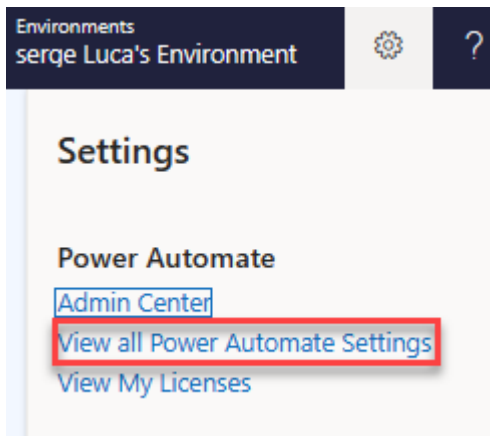 Environments
serge Luca's Environment
?
Settings
Power Automate
Admin Center
View all Power Automate Settings
View My Licenses